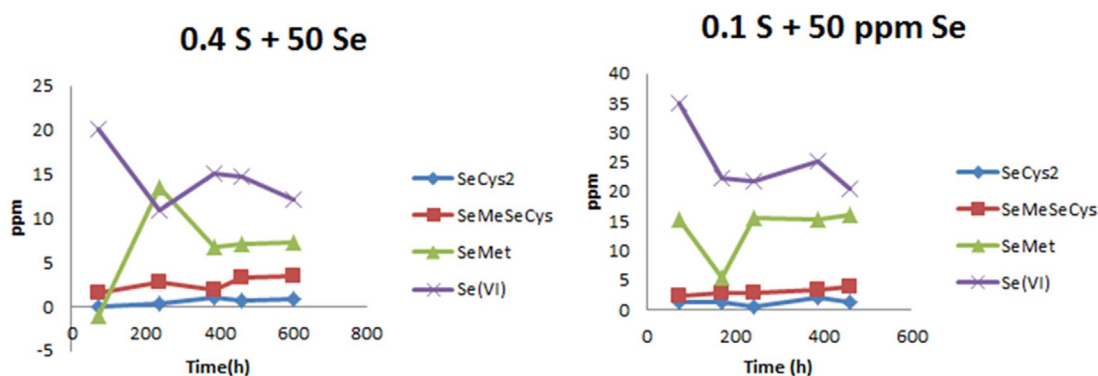 0.4 S + 50 Se
25
20
15
10
5
0
-5
ppm
0 200 400 600 800
Time(h)
SeCys2
SeMeSeCys
SeMet
Se(VI)
0.1 S + 50 ppm Se
40
35
30
25
20
15
10
5
0
ppm
0 200 400 600
Time (h)
SeCys2
SeMeSeCys
SeMet
Se(VI)